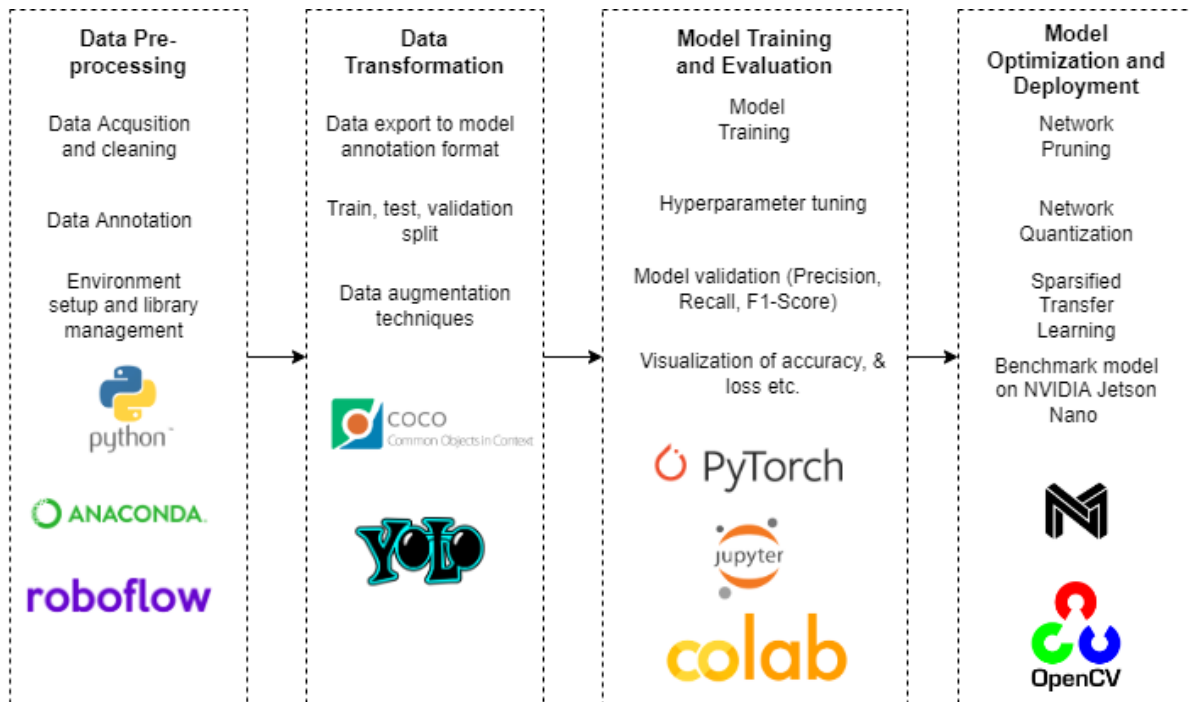 Data Pre-
processing
Data Acqusition
and cleaning
Data Annotation
Environment
setup and library
management
python™
ANACONDA.
roboflow
Data
Transformation
Data export to model
annotation format
Train, test, validation
split
Data augmentation
techniques
COCO
Common Objects in Context
YOLO
Model Training
and Evaluation
Model
Training
Hyperparameter tuning
Model validation (Precision,
Recall, F1-Score)
Visualization of accuracy, &
loss etc.
PyTorch
jupyter
colab
Model
Optimization and
Deployment
Network
Pruning
Network
Quantization
Sparsified
Transfer
Learning
Benchmark model
on NVIDIA Jetson
Nano
OpenCV